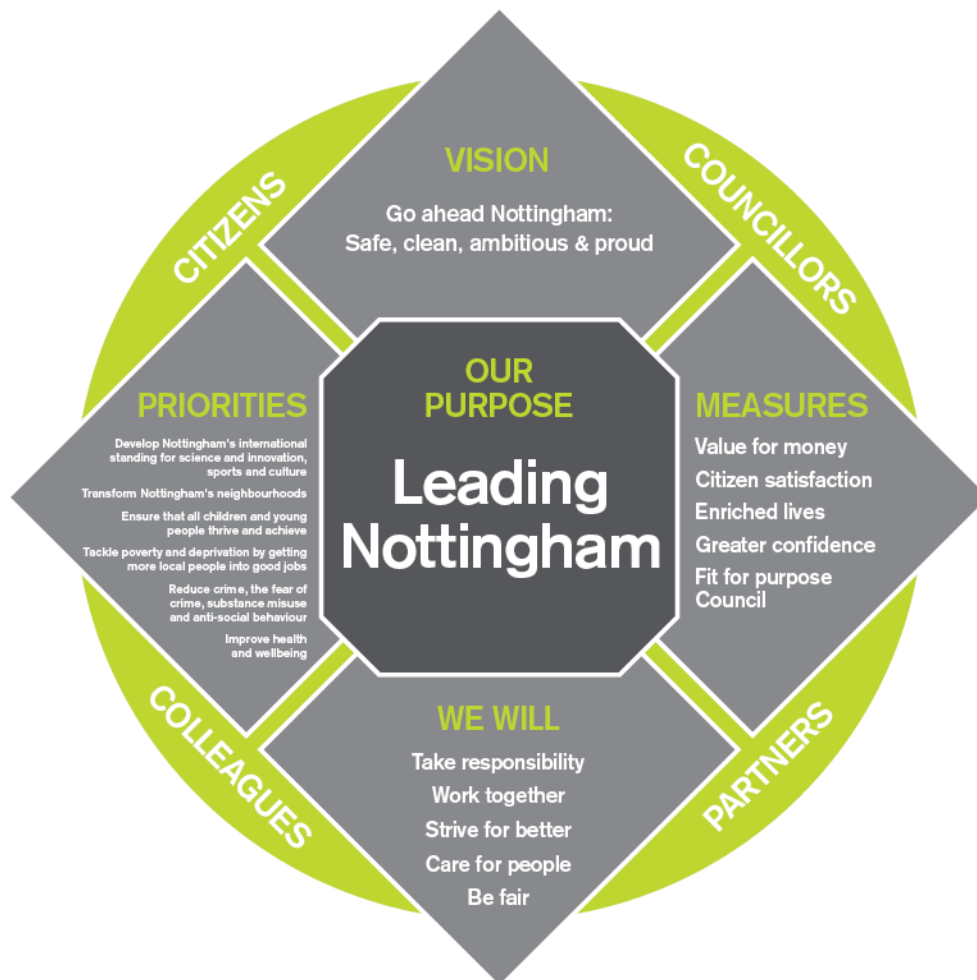 CITIZENS
COUNCILLORS
VISION
Go ahead Nottingham:
Safe, clean, ambitious & proud
PRIORITIES
Develop Nottingham's international
standing for science and innovation,
sports and culture
Transform Nottingham's neighbourhoods
Ensure that all children and young
people thrive and achieve
Tackle poverty and deprivation by getting
more local people into good jobs
Reduce crime, the fear of
crime, substance misuse
and anti-social behaviour
Improve health
and wellbeing
OUR
PURPOSE
Leading
Nottingham
MEASURES
Value for money
Citizen satisfaction
Enriched lives
Greater confidence
Fit for purpose
Council
WE WILL
Take responsibility
Work together
Strive for better
Care for people
Be fair
COLLEAGUES
PARTNERS